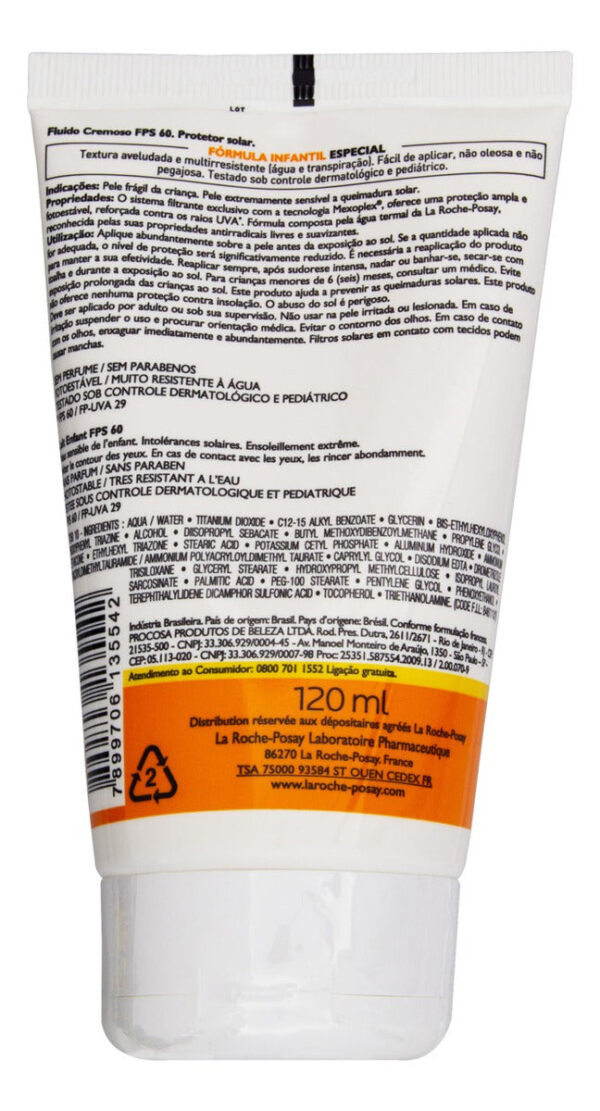 LOT
Fluido Cremoso FPS 60. Protetor solar.
FÓRMULA INFANTIL ESPECIAL
Textura aveludada e multirresistente (água e transpiração). Fácil de aplicar, não oleosa e não
pegajosa. Testado sob controle dermatológico e pediátrico.
Indicações: Pele frágil da criança. Pele extremamente sensível a queimadura solar.
Propriedades: O sistema filtrante exclusivo com a tecnologia Mexoplex®, oferece uma proteção ampla e
fotoestável, reforçada contra os raios UVA*. Fórmula composta pela água termal da La Roche-Posay,
reconhecida pelas suas propriedades antirradicais livres e suavizantes.
Utilização: Aplique abundantemente sobre a pele antes da exposição ao sol. Se a quantidade aplicada não
for adequada, o nível de proteção será significativamente reduzido. É necessária a reaplicação do produto
para manter a sua efetividade. Reaplicar sempre, após sudorese intensa, nadar ou banhar-se, secar-se com
toalha e durante a exposição ao sol. Para crianças menores de 6 (seis) meses, consultar um médico. Evite
exposição prolongada das crianças ao sol. Este produto ajuda a prevenir as queimaduras solares. Este produto
não oferece nenhuma proteção contra insolação. O abuso do sol é perigoso.
Deve ser aplicado por adulto ou sob sua supervisão. Não usar na pele irritada ou lesionada. Em caso de
irritação suspender o uso e procurar orientação médica. Evitar o contorno dos olhos. Em caso de contato
com os olhos, enxaguar imediatamente e abundantemente. Filtros solares em contato com tecidos podem
manchas.
SEM PERFUME / SEM PARABENOS
FOTOESTÁVEL / MUITO RESISTENTE À ÁGUA
TESTADO SOB CONTROLE DERMATOLÓGICO E PEDIÁTRICO
FPS 60 / FP-UVA 29
Enfant FPS 60
sensible de l'enfant. Intolérances solaires. Ensoleillement extrême.
le contour des yeux. En cas de contact avec les yeux, les rincer abondamment.
SANS PARFUM / SANS PARABEN
PHOTOSTABLE / TRES RESISTANT A L'EAU
SOUS CONTROLE DERMATOLOGIQUE ET PEDIATRIQUE
60 / FP-UVA 29
INGREDIENTS : AQUA / WATER • TITANIUM DIOXIDE • C12-15 ALKYL BENZOATE • GLYCERIN • BIS-ETHYLHEXYLOXYPHENOL
TRIAZINE • ALCOHOL • DIISOPROPYL SEBACATE • BUTYL METHOXYDIBENZOYLMETHANE • PROPYLENE GLYCOL •
• ETHYLHEXYL TRIAZONE • STEARIC ACID • POTASSIUM CETYL PHOSPHATE • ALUMINUM HYDROXIDE •
/ AMMONIUM POLYACRYLOYLDIMETHYL TAURATE • CAPRYLYL GLYCOL • DISODIUM EDTA • DROMETRIZOLE
TRISILOXANE • GLYCERYL STEARATE • HYDROXYPROPYL METHYLCELLULOSE • ISOPROPYL LAUROYL
SARCOSINATE • PALMITIC ACID • PEG-100 STEARATE • PENTYLENE GLYCOL • PHENOXYETHANOL •
TEREPHTHALYLIDENE DICAMPHOR SULFONIC ACID • TOCOPHEROL • TRIETHANOLAMINE.
Indústria Brasileira. País de origem: Brasil. Pays d'origene: Brésil. Conforme formulação francesa.
PROCOSA PRODUTOS DE BELEZA LTDA. Rod. Pres. Dutra, 2611/2671 - Rio de Janeiro - RJ - CEP:
21535-500 - CNPJ: 33.306.929/0004-45 - Av. Manoel Monteiro de Araújo, 1350 - São Paulo - SP -
CEP: 05.113-020 - CNPJ: 33.306.929/0007-98 Proc: 25351.587554.2009.13 / 2.00.070-9
Atendimento ao Consumidor: 0800 701 1552 Ligação gratuita.
7 899706 135542
120 ml
Distribution réservée aux dépositaires agréés La Roche-Posay
La Roche-Posay Laboratoire Pharmaceutique
86270 La Roche-Posay. France
TSA 75000 93584 ST OUEN CEDEX FR
www.laroche-posay.com
2